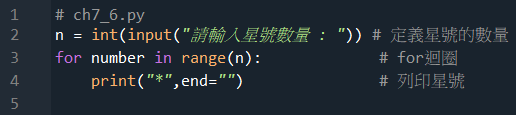 1 # ch7_6.py
2 n = int(input("請輸入星號數量 : ")) # 定義星號的數量
3 for number in range(n): # for迴圈
4 print("*",end="") # 列印星號
5